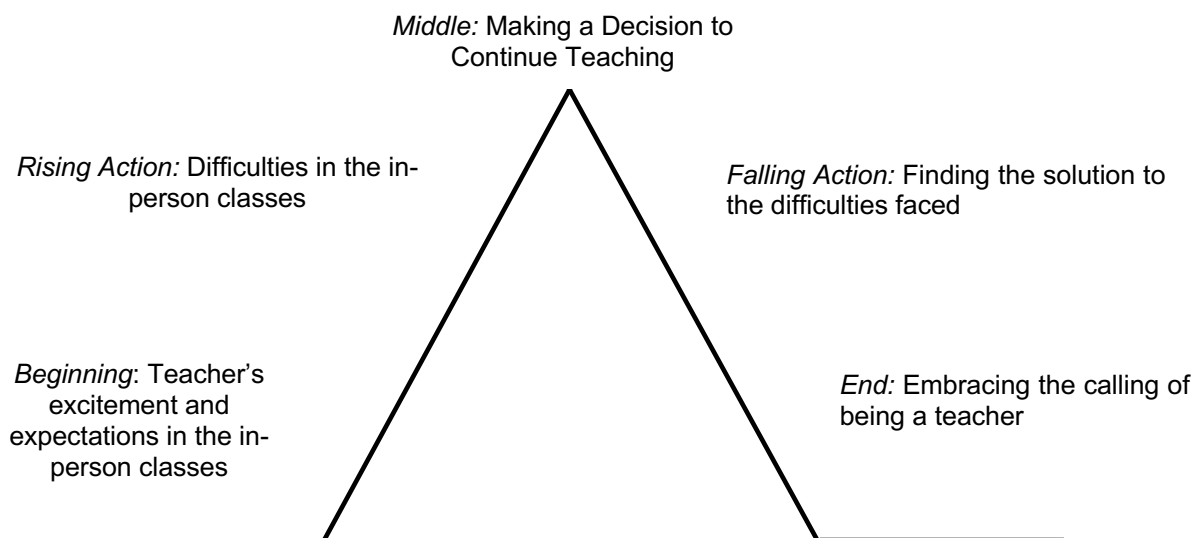 Middle: Making a Decision to
Continue Teaching
Rising Action: Difficulties in the in-
person classes
Falling Action: Finding the solution to
the difficulties faced
Beginning: Teacher’s
excitement and
expectations in the in-
person classes
End: Embracing the calling of
being a teacher